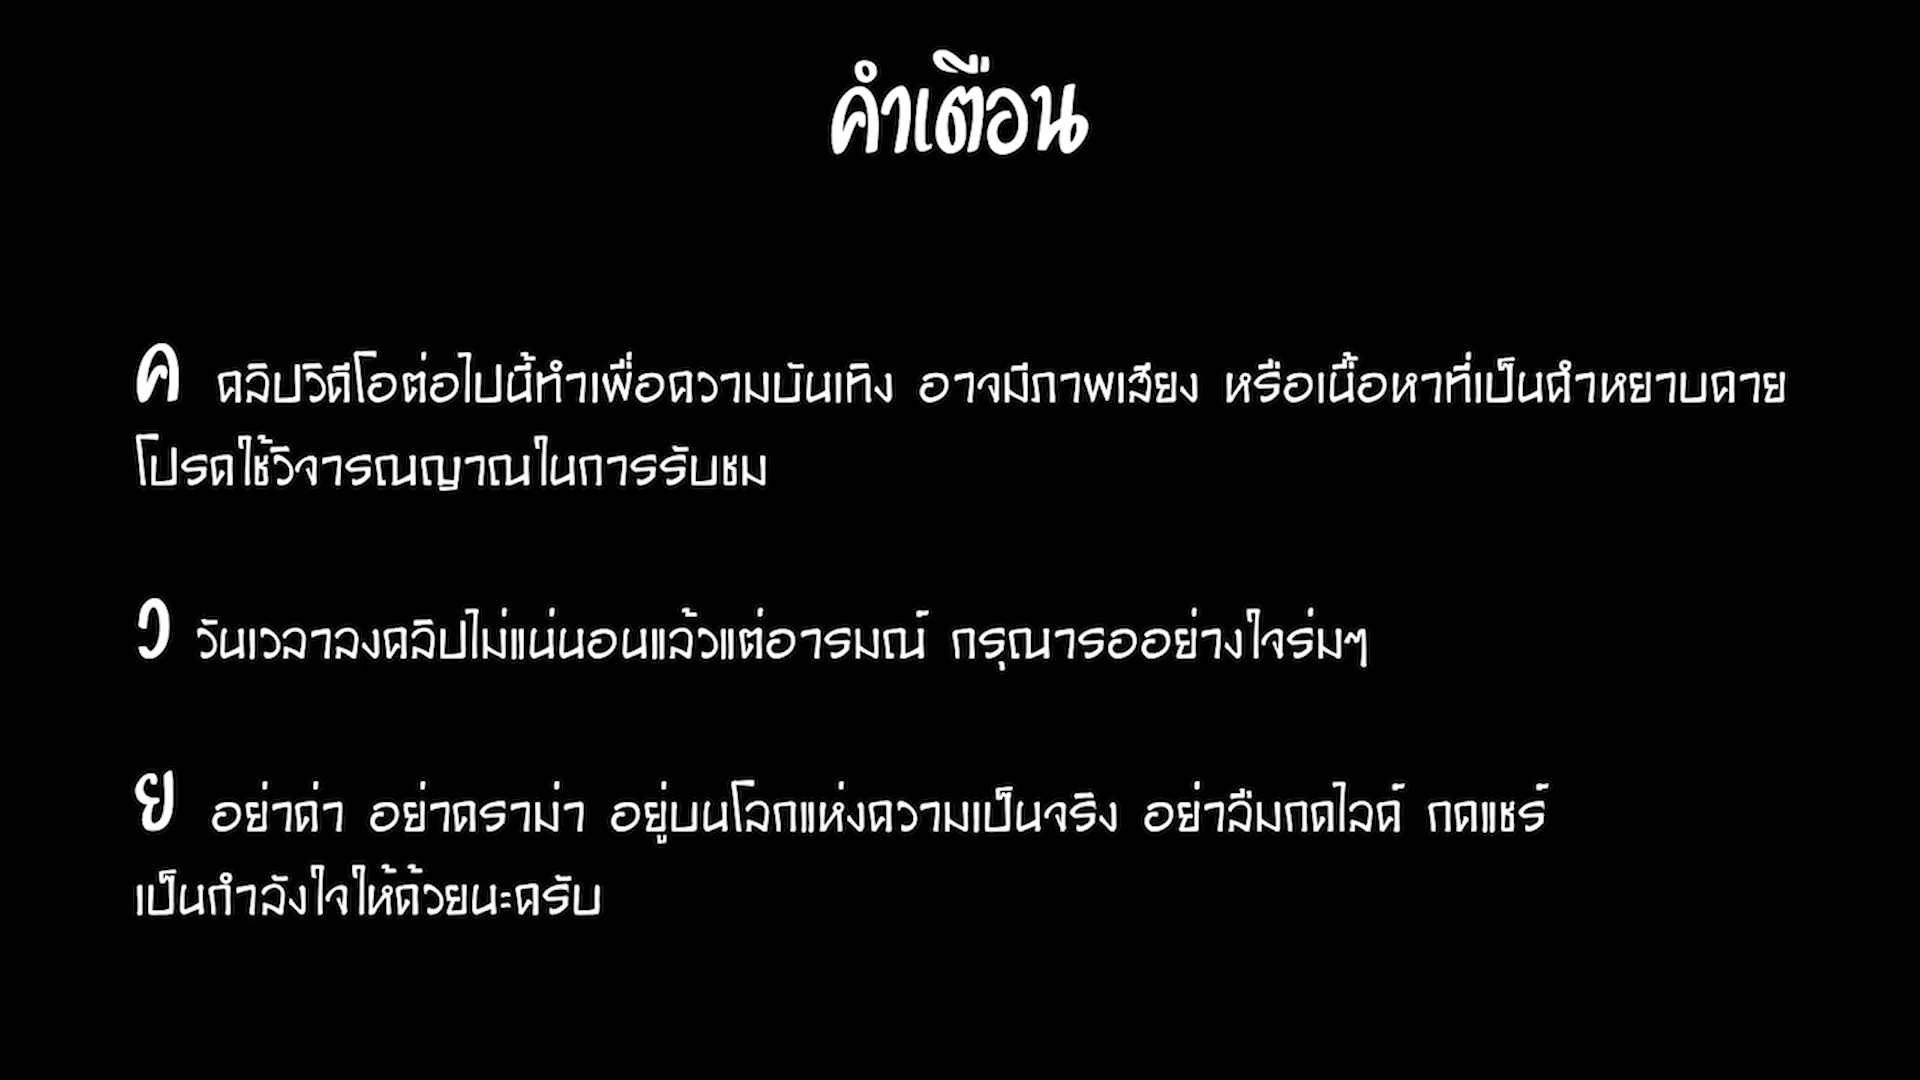 คำเตือน
ค คลิปวิดีโอต่อไปนี้ทำเพื่อความบันเทิง อาจมีภาพเสียง หรือเนื้อหาที่เป็นคำหยาบคาย
โปรดใช้วิจารณญาณในการรับชม
ว วันเวลาลงคลิปไม่แน่นอนแล้วแต่อารมณ์ กรุณารออย่างใจร่มๆ
ย อย่าด่า อย่าดราม่า อยู่บนโลกแห่งความเป็นจริง อย่าลืมกดไลค์ กดแชร์
เป็นกำลังใจให้ด้วยนะครับ